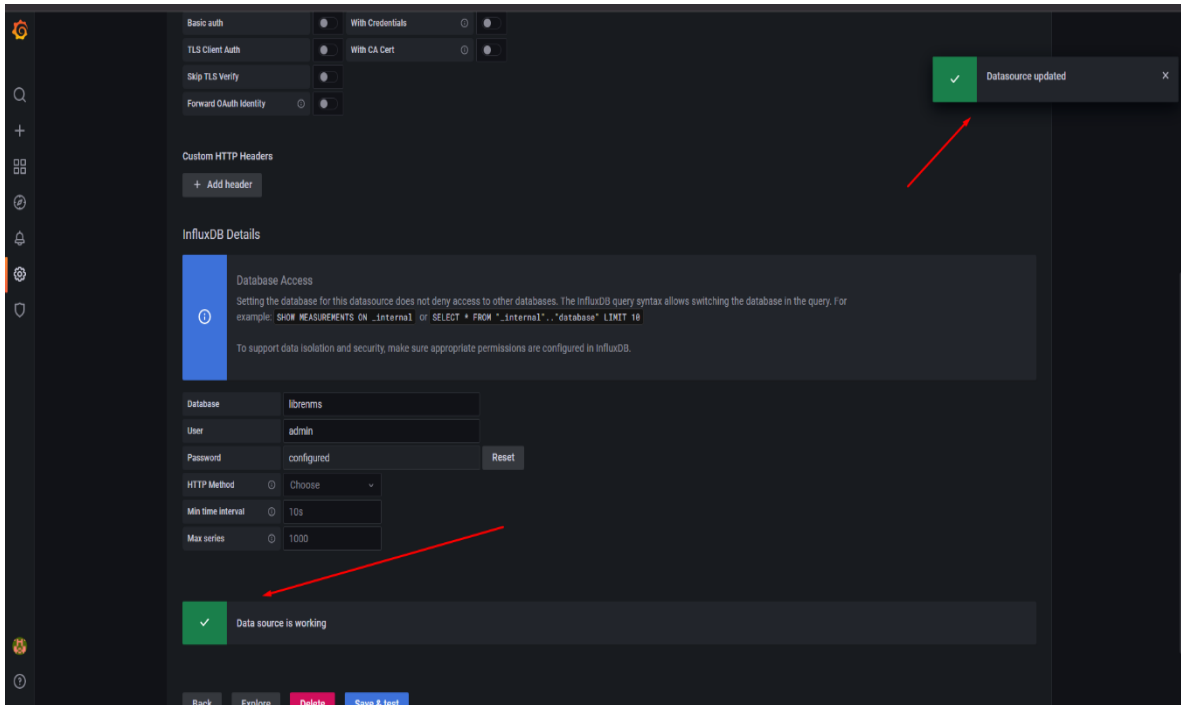 Basic auth With Credentials
TLS Client Auth With CA Cert
Skip TLS Verify
Forward OAuth Identity
Datasource updated
Custom HTTP Headers
+ Add header
InfluxDB Details
Database Access
Setting the database for this datasource does not deny access to other databases. The InfluxDB query syntax allows switching the database in the query. For
example: SHOW MEASUREMENTS ON _internal or SELECT * FROM "_internal".."database" LIMIT 10
To support data isolation and security, make sure appropriate permissions are configured in InfluxDB.
Database librenms
User admin
Password configured Reset
HTTP Method Choose
Min time interval 10s
Max series 1000
Data source is working
Back Explore Delete Save & test